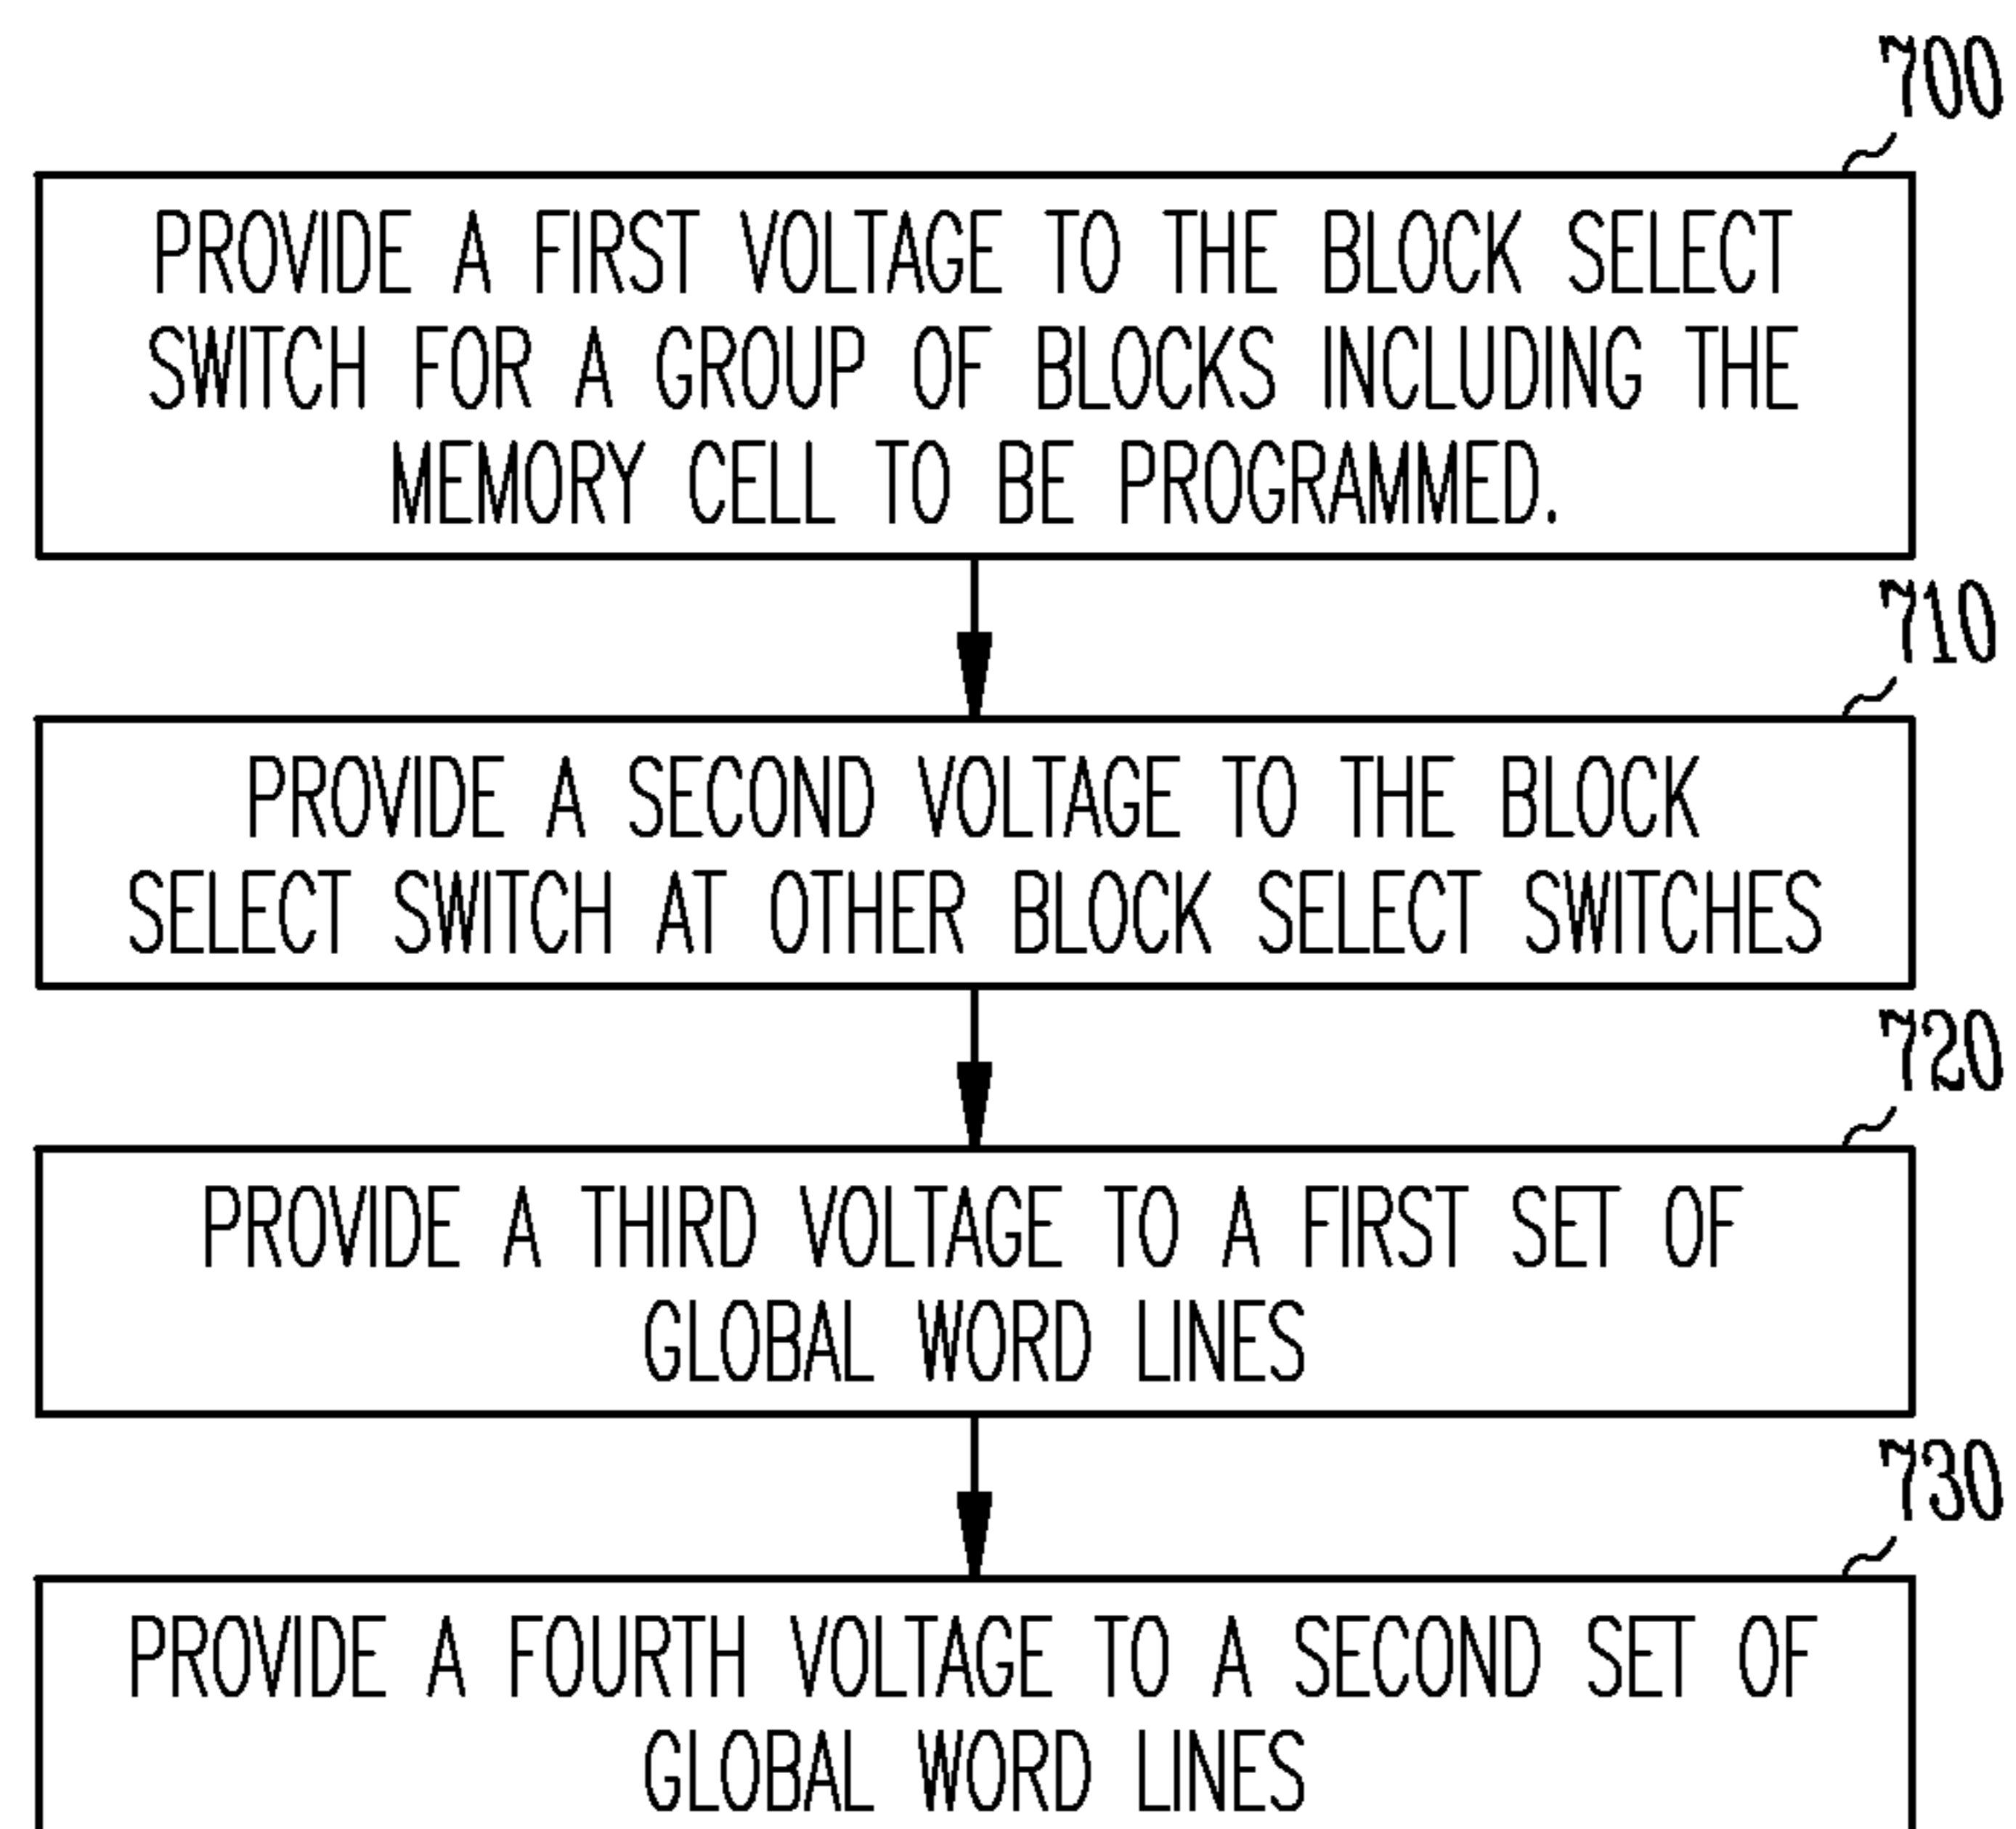 700
PROVIDE A FIRST VOLTAGE TO THE BLOCK SELECT
SWITCH FOR A GROUP OF BLOCKS INCLUDING THE
MEMORY CELL TO BE PROGRAMMED.
710
PROVIDE A SECOND VOLTAGE TO THE BLOCK
SELECT SWITCH AT OTHER BLOCK SELECT SWITCHES
720
PROVIDE A THIRD VOLTAGE TO A FIRST SET OF
GLOBAL WORD LINES
730
PROVIDE A FOURTH VOLTAGE TO A SECOND SET OF
GLOBAL WORD LINES